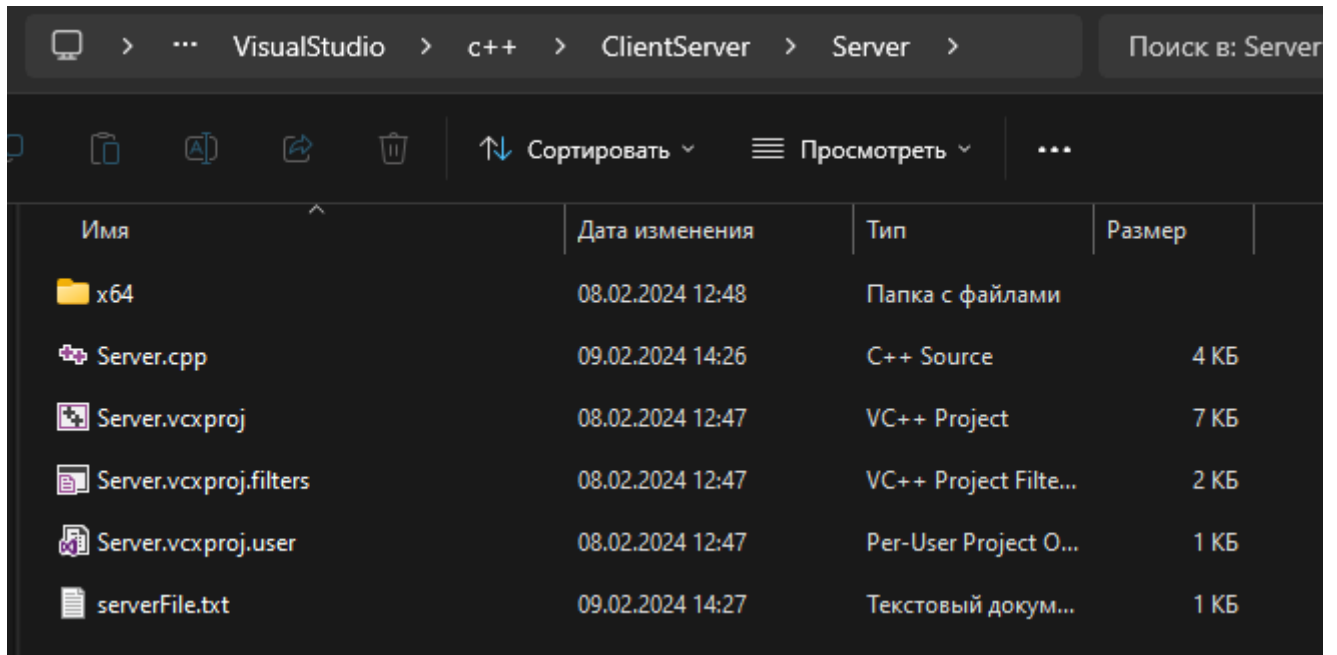 ··· VisualStudio > c++ > ClientServer > Server >
Поиск в: Server
Сортировать Просмотреть ···
Имя Дата изменения Тип Размер
x64 08.02.2024 12:48 Папка с файлами
Server.cpp 09.02.2024 14:26 C++ Source 4 КБ
Server.vcxproj 08.02.2024 12:47 VC++ Project 7 КБ
Server.vcxproj.filters 08.02.2024 12:47 VC++ Project Filte... 2 КБ
Server.vcxproj.user 08.02.2024 12:47 Per-User Project O... 1 КБ
serverFile.txt 09.02.2024 14:27 Текстовый докум... 1 КБ